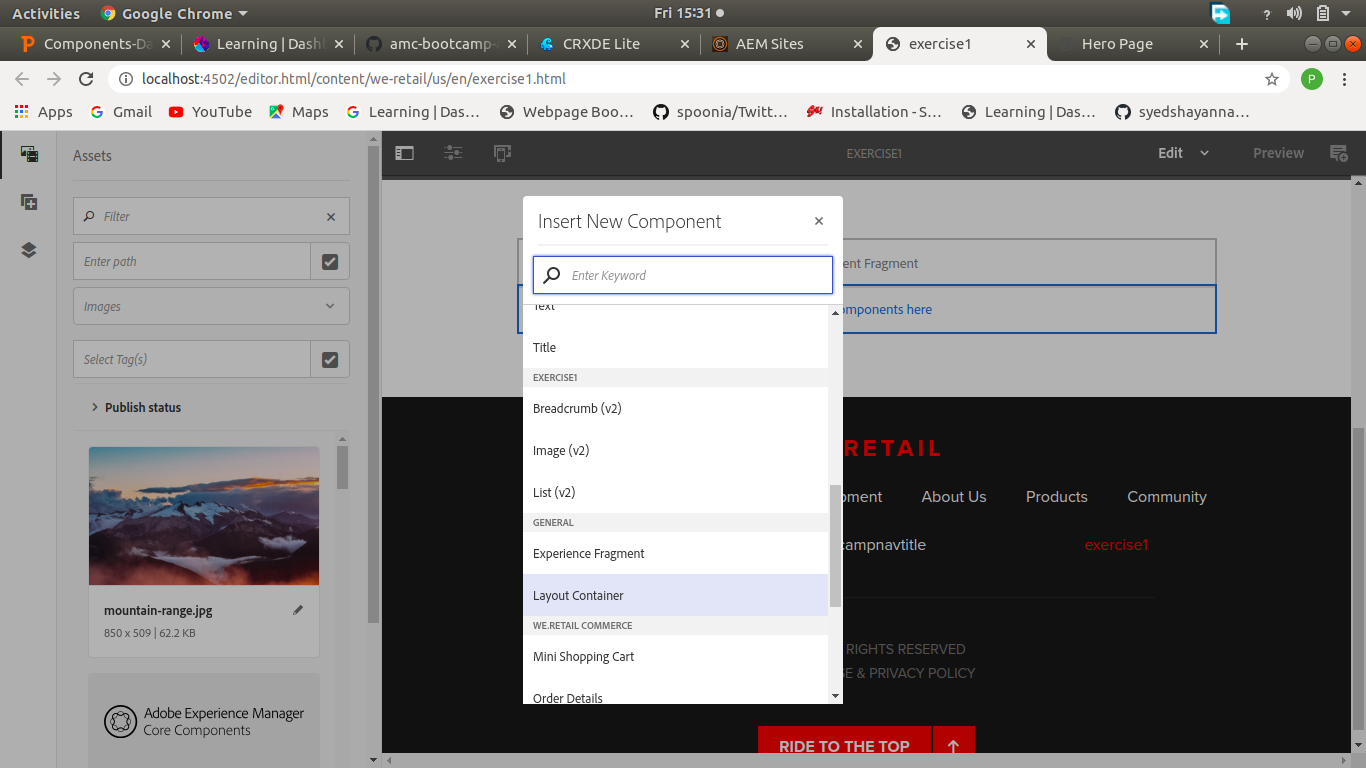 Activities Google Chrome Fri 15:31 ?
Components-Da Learning | Dash amc-bootcamp- CRXDE Lite AEM Sites exercise1 Hero Page
localhost:4502/editor.html/content/we-retail/us/en/exercise1.html P
Apps Gmail YouTube Maps Learning | Das… Webpage Boo… spoonia/Twitt… Installation - S… Learning | Das… syedshayanna…
Assets EXERCISE1 Edit Preview
Filter
Enter path
Images
Select Tag(s)
Publish status
mountain-range.jpg
850 x 509 | 62.2 KB
Adobe Experience Manager
Core Components
Insert New Component
Enter Keyword
Text
Title
EXERCISE1
Breadcrumb (v2)
Image (v2)
List (v2)
GENERAL
Experience Fragment
Layout Container
WE.RETAIL COMMERCE
Mini Shopping Cart
Order Details
ent Fragment
omponents here
RETAIL
pment About Us Products Community
campnavtitle exercise1
RIGHTS RESERVED
SE & PRIVACY POLICY
RIDE TO THE TOP